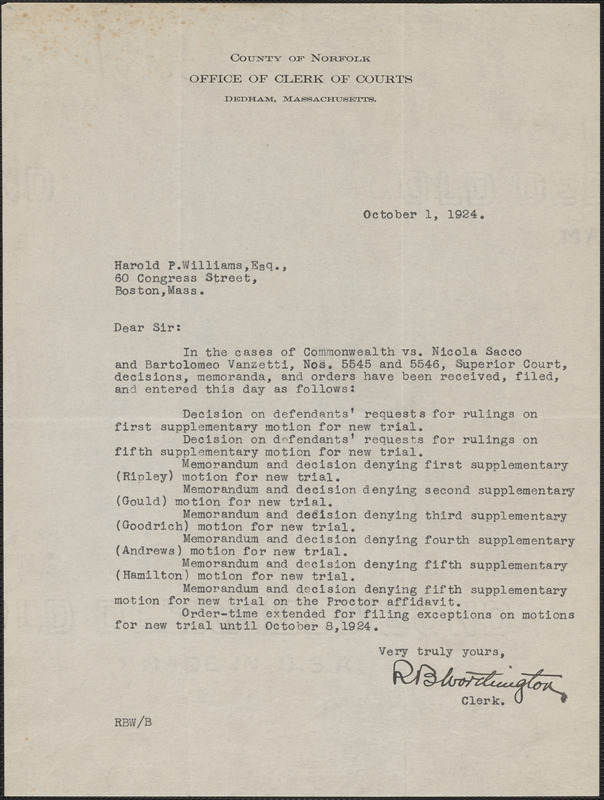 COUNTY OF NORFOLK
OFFICE OF CLERK OF COURTS
DEDHAM, MASSACHUSETTS.
October 1, 1924.
Harold P.Williams,Esq.,
60 Congress Street,
Boston,Mass.
Dear Sir:
In the cases of Commonwealth vs. Nicola Sacco
and Bartolomeo Vanzetti, Nos. 5545 and 5546, Superior Court,
decisions, memoranda, and orders have been received, filed,
and entered this day as follows:
Decision on defendants' requests for rulings on
first supplementary motion for new trial.
Decision on defendants' requests for rulings on
fifth supplementary motion for new trial.
Memorandum and decision denying first supplementary
(Ripley) motion for new trial.
Memorandum and decision denying second supplementary
(Gould) motion for new trial.
Memorandum and decision denying third supplementary
(Goodrich) motion for new trial.
Memorandum and decision denying fourth supplementary
(Andrews) motion for new trial.
Memorandum and decision denying fifth supplementary
(Hamilton) motion for new trial.
Memorandum and decision denying fifth supplementary
motion for new trial on the Proctor affidavit.
Order-time extended for filing exceptions on motions
for new trial until October 8,1924.
Very truly yours,
R B Worthington
Clerk.
RBW/B